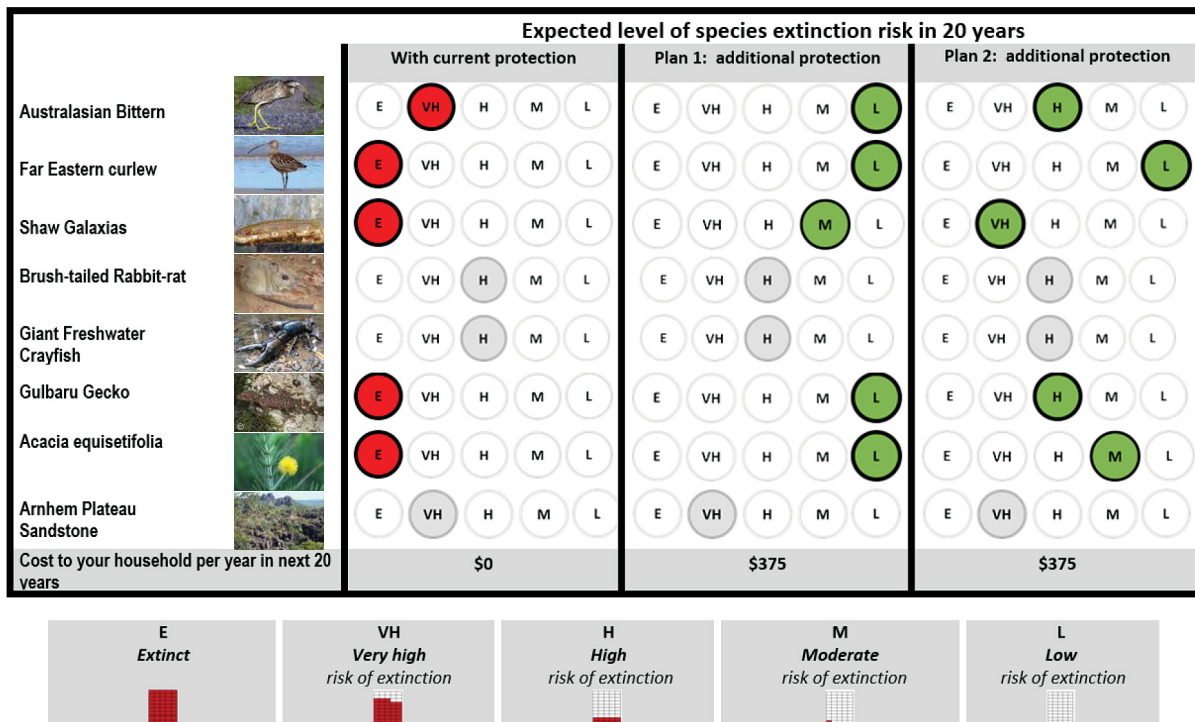 Expected level of species extinction risk in 20 years
With current protection Plan 1: additional protection Plan 2: additional protection
Australasian Bittern E VH H M L E VH H M L E VH H M L
Far Eastern curlew E VH H M L E VH H M L E VH H M L
Shaw Galaxias E VH H M L E VH H M L E VH H M L
Brush-tailed Rabbit-rat E VH H M L E VH H M L E VH H M L
Giant Freshwater
Crayfish E VH H M L E VH H M L E VH H M L
Gulbaru Gecko E VH H M L E VH H M L E VH H M L
©
Acacia equisetifolia E VH H M L E VH H M L E VH H M L
Arnhem Plateau
Sandstone E VH H M L E VH H M L E VH H M L
Cost to your household per year in next 20
years $0 $375 $375
E VH H M L
Extinct Very high High Moderate Low
risk of extinction risk of extinction risk of extinction risk of extinction